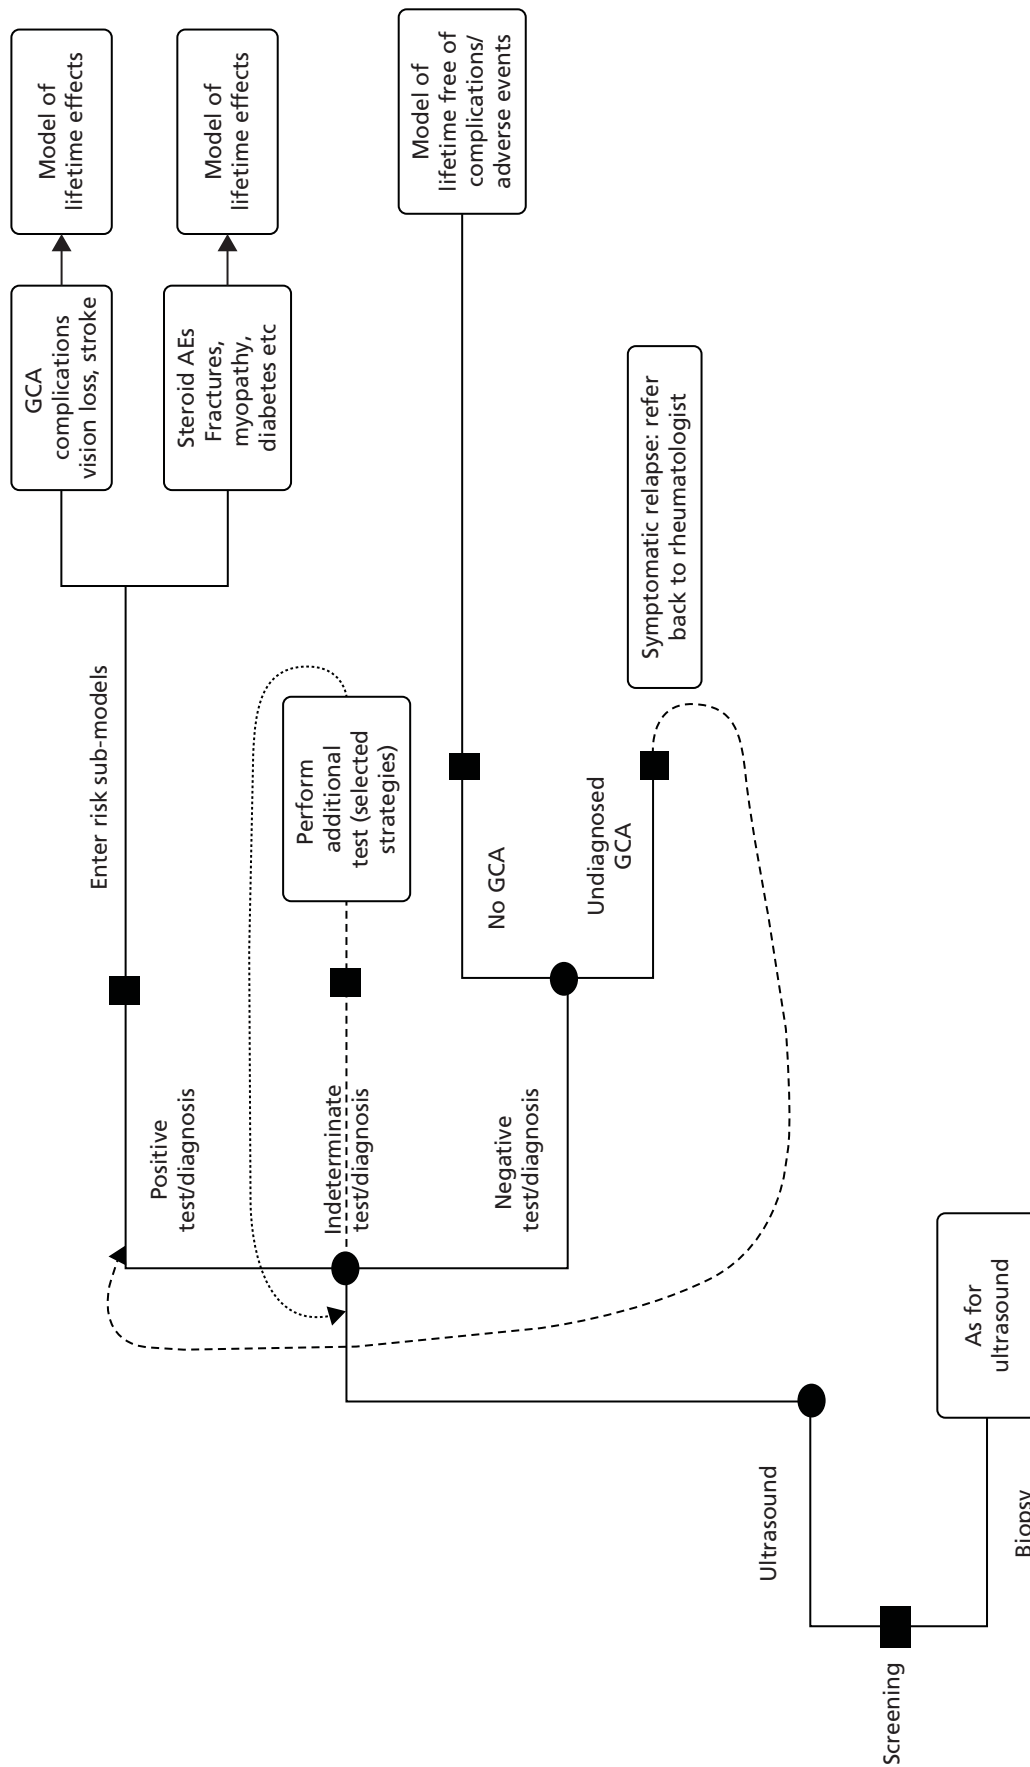 Screening
Ultrasound
Biopsy
As for
ultrasound
Positive
test/diagnosis
Indeterminate
test/diagnosis
Negative
test/diagnosis
Enter risk sub-models
Perform
additional
test (selected
strategies)
No GCA
Undiagnosed
GCA
GCA
complications
vision loss, stroke
Steroid AEs
Fractures,
myopathy,
diabetes etc
Symptomatic relapse: refer
back to rheumatologist
Model of
lifetime effects
Model of
lifetime effects
Model of
lifetime free of
complications/
adverse events